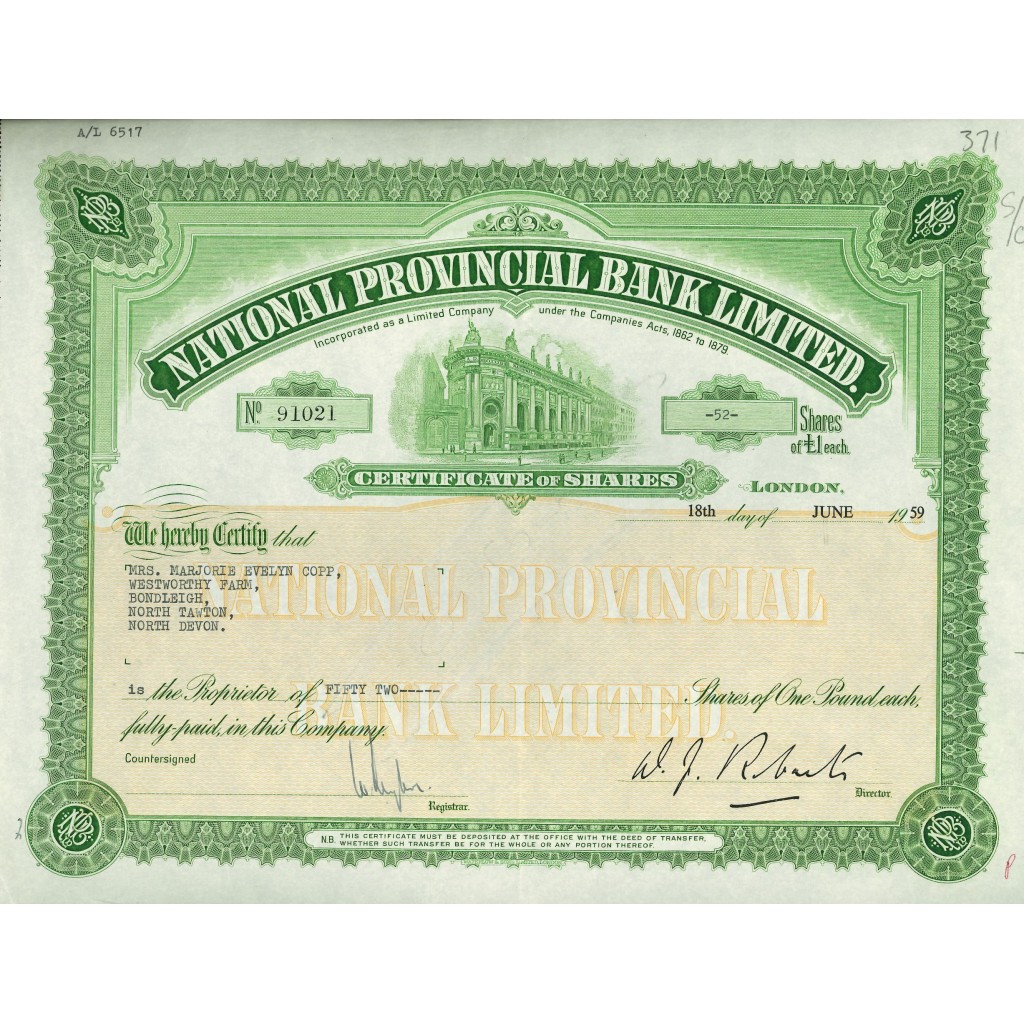 A/L 6517
371
S/C
NATIONAL PROVINCIAL BANK LIMITED.
Incorporated as a Limited Company under the Companies Acts, 1862 to 1879.
No. 91021
-52- Shares
of £1 each.
CERTIFICATE OF SHARES
LONDON,
18th day of JUNE 1959
We hereby Certify that
MRS. MARJORIE EVELYN COPP,
WESTWORTHY FARM,
BONDLEIGH,
NORTH TAWTON,
NORTH DEVON.
NATIONAL PROVINCIAL
is the Proprietor of FIFTY TWO----- Shares of One Pound each,
BANK LIMITED.
fully-paid, in this Company.
Countersigned
W. J. Roberts
Registrar.
Director.
N.B. THIS CERTIFICATE MUST BE DEPOSITED AT THE OFFICE WITH THE DEED OF TRANSFER,
WHETHER SUCH TRANSFER BE FOR THE WHOLE OR ANY PORTION THEREOF.
P